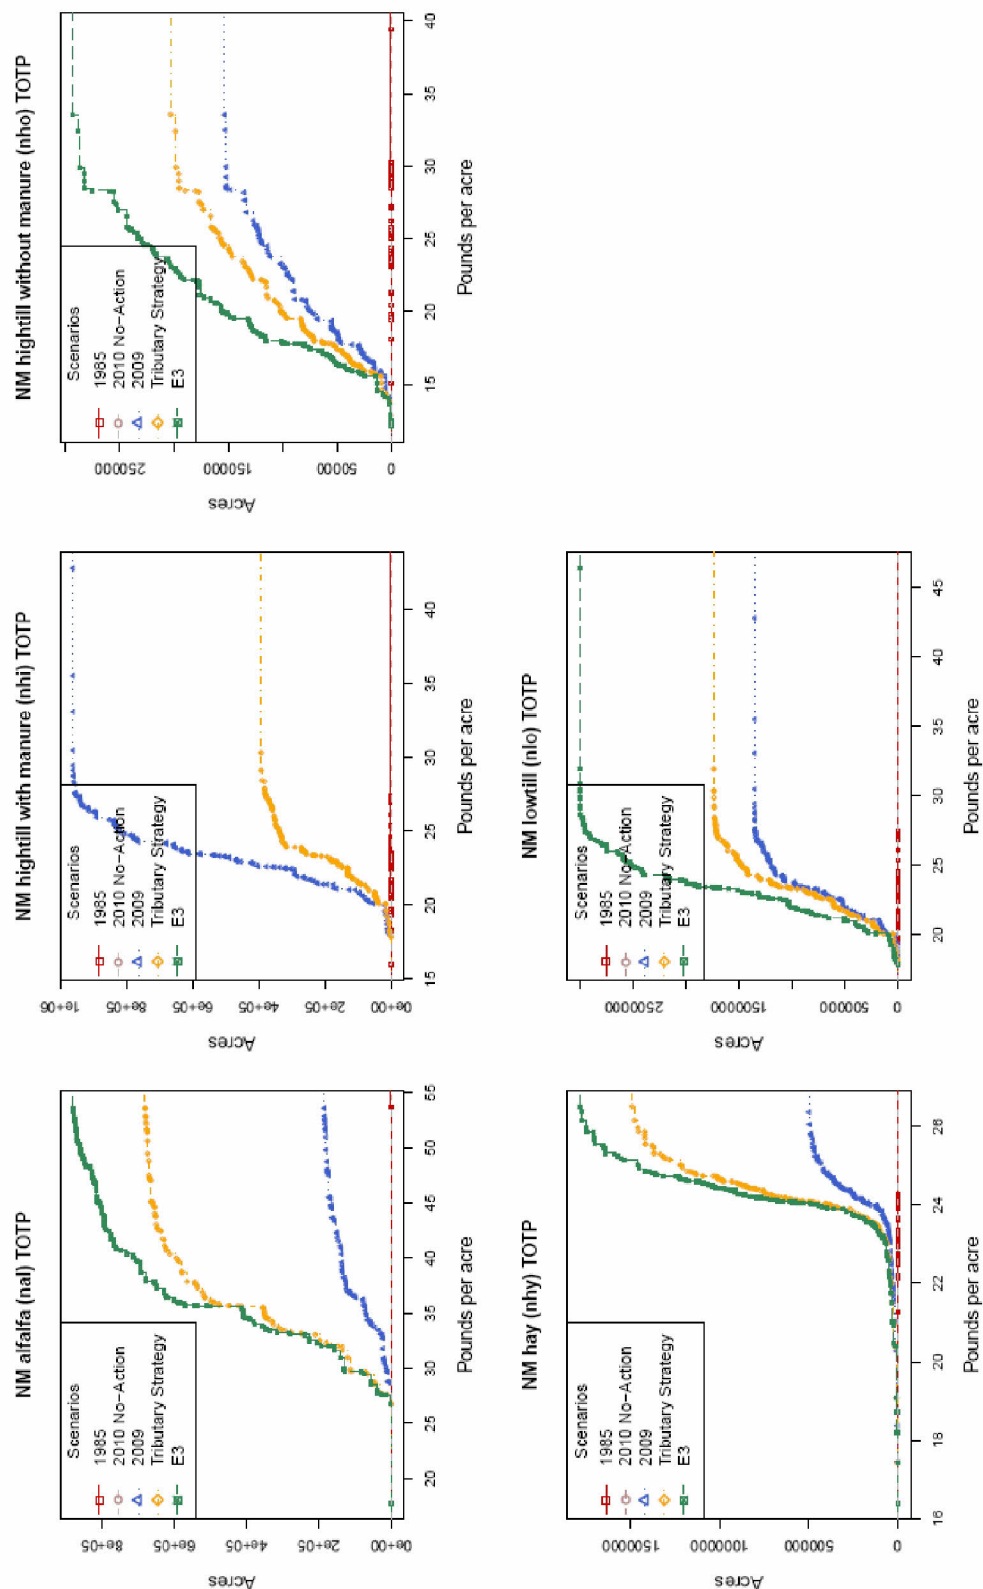 NM alfalfa (nal) TOTP
Acres
8e+05
6e+05
4e+05
2e+05
0e+00
Scenarios
1985
2010 No-Action
2009
Tributary Strategy
E3
20 25 30 35 40 45 50 55
Pounds per acre
NM hightill with manure (nhi) TOTP
Acres
1e+06
8e+05
6e+05
4e+05
2e+05
0e+00
Scenarios
1985
2010 No-Action
2009
Tributary Strategy
E3
15 20 25 30 35 40
Pounds per acre
NM hightill without manure (nho) TOTP
Acres
250000
150000
50000
0
Scenarios
1985
2010 No-Action
2009
Tributary Strategy
E3
15 20 25 30 35 40
Pounds per acre
NM hay (nhy) TOTP
Acres
1500000
1000000
500000
0
Scenarios
1985
2010 No-Action
2009
Tributary Strategy
E3
16 18 20 22 24 26
Pounds per acre
NM lowtill (nlo) TOTP
Acres
2500000
1500000
500000
0
Scenarios
1985
2010 No-Action
2009
Tributary Strategy
E3
20 25 30 35 40 45
Pounds per acre